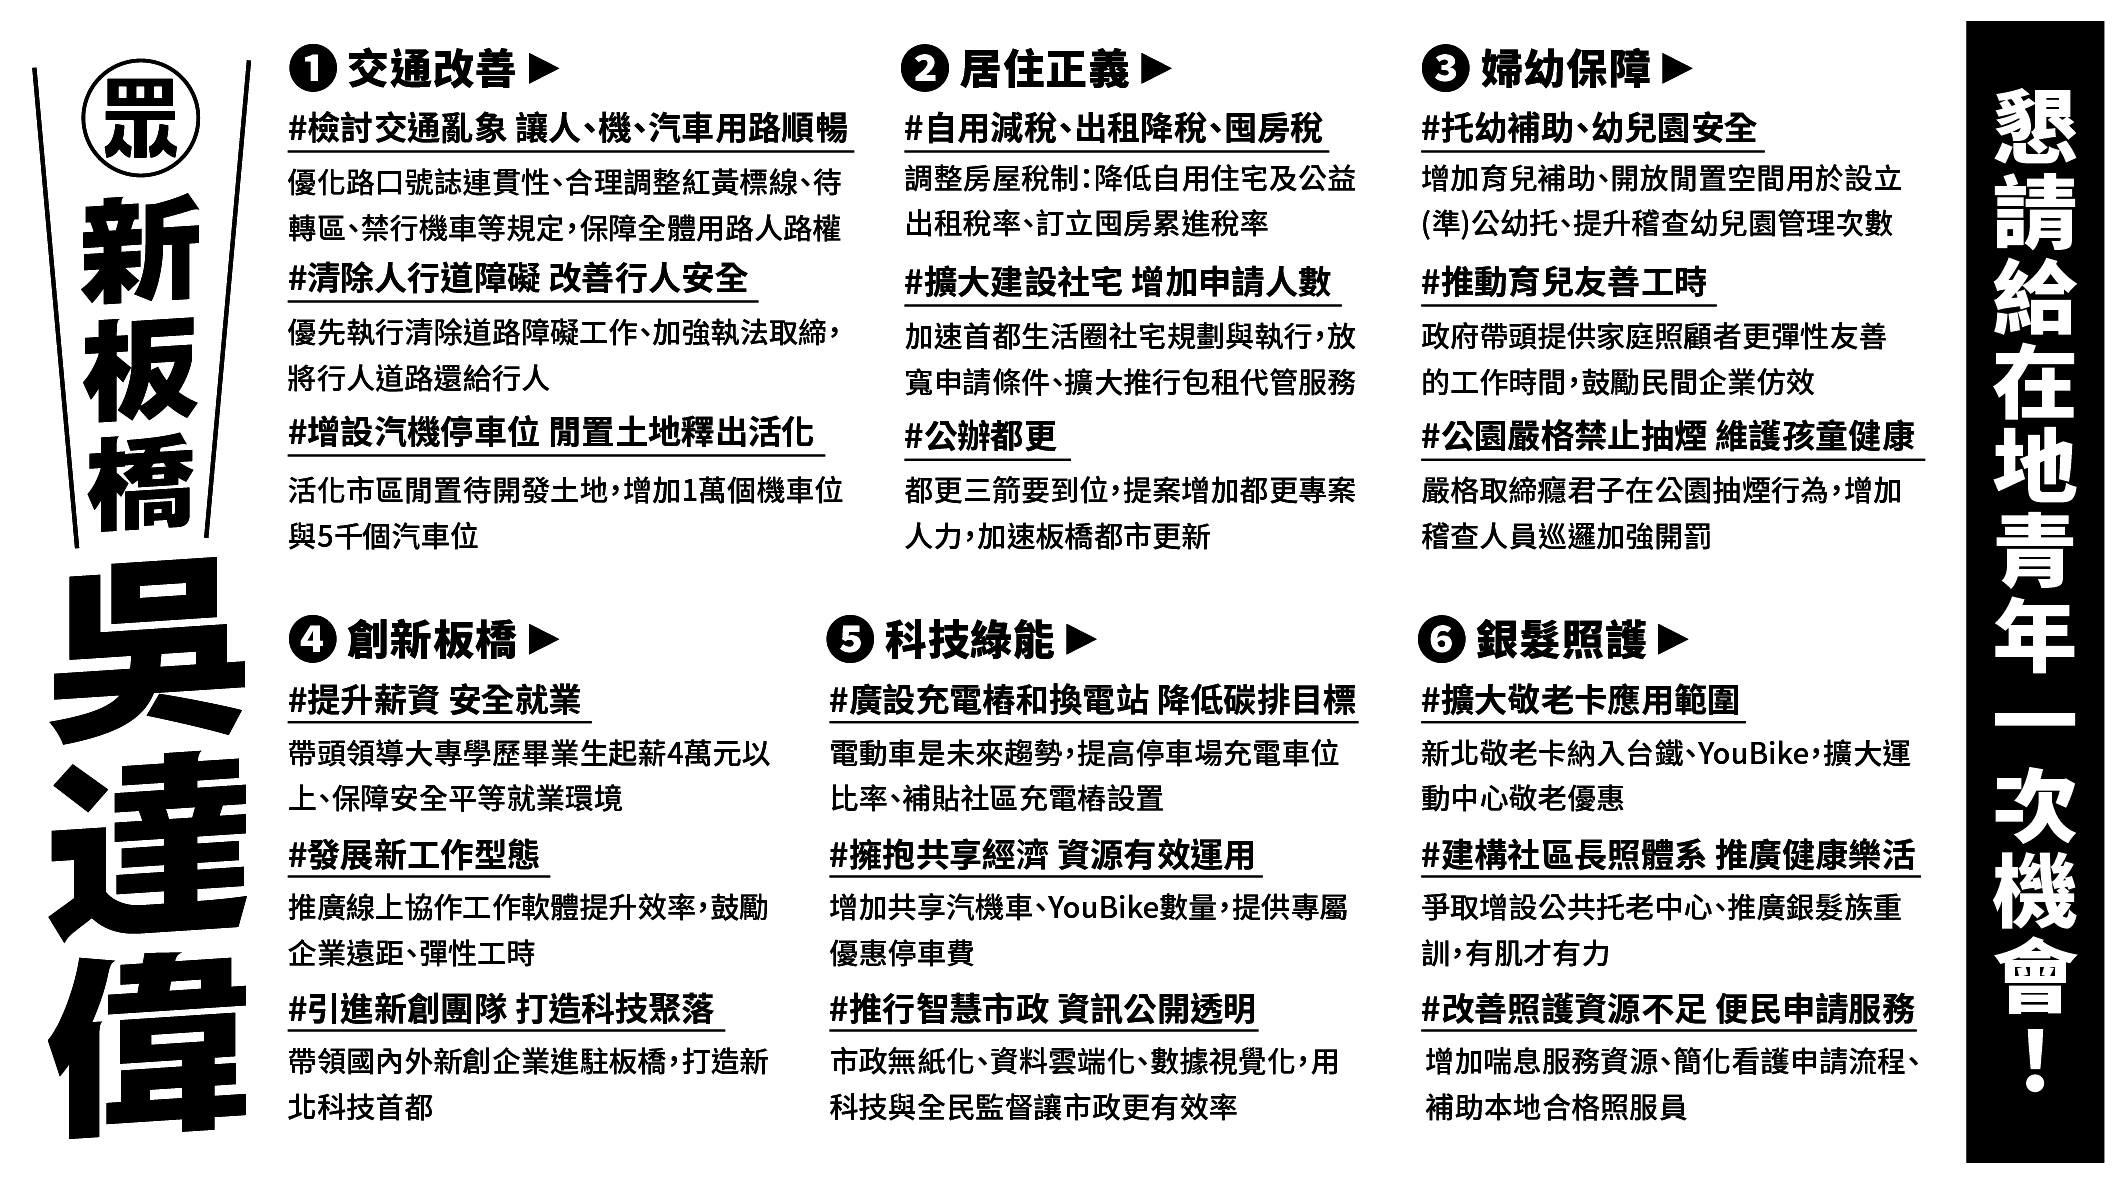 眾
新板橋
吳達偉
❶ 交通改善 ▶
#檢討交通亂象 讓人、機、汽車用路順暢
優化路口號誌連貫性、合理調整紅黃標線、待
轉區、禁行機車等規定，保障全體用路人路權
#清除人行道障礙 改善行人安全
優先執行清除道路障礙工作、加強執法取締，
將行人道路還給行人
#增設汽機停車位 閒置土地釋出活化
活化市區閒置待開發土地，增加1萬個機車位
與5千個汽車位
❷ 居住正義 ▶
#自用減稅、出租降稅、囤房稅
調整房屋稅制：降低自用住宅及公益
出租稅率、訂立囤房累進稅率
#擴大建設社宅 增加申請人數
加速首都生活圈社宅規劃與執行，放
寬申請條件、擴大推行包租代管服務
#公辦都更
都更三箭要到位，提案增加都更專案
人力，加速板橋都市更新
❸ 婦幼保障 ▶
#托幼補助、幼兒園安全
增加育兒補助、開放閒置空間用於設立
(準)公幼托、提升稽查幼兒園管理次數
#推動育兒友善工時
政府帶頭提供家庭照顧者更彈性友善
的工作時間，鼓勵民間企業仿效
#公園嚴格禁止抽煙 維護孩童健康
嚴格取締癮君子在公園抽煙行為，增加
稽查人員巡邏加強開罰
❹ 創新板橋 ▶
#提升薪資 安全就業
帶頭領導大專學歷畢業生起薪4萬元以
上、保障安全平等就業環境
#發展新工作型態
推廣線上協作工作軟體提升效率，鼓勵
企業遠距、彈性工時
#引進新創團隊 打造科技聚落
帶領國內外新創企業進駐板橋，打造新
北科技首都
❺ 科技綠能 ▶
#廣設充電樁和換電站 降低碳排目標
電動車是未來趨勢，提高停車場充電車位
比率、補貼社區充電樁設置
#擁抱共享經濟 資源有效運用
增加共享汽機車、YouBike數量，提供專屬
優惠停車費
#推行智慧市政 資訊公開透明
市政無紙化、資料雲端化、數據視覺化，用
科技與全民監督讓市政更有效率
❻ 銀髮照護 ▶
#擴大敬老卡應用範圍
新北敬老卡納入台鐵、YouBike，擴大運
動中心敬老優惠
#建構社區長照體系 推廣健康樂活
爭取增設公共托老中心、推廣銀髮族重
訓，有肌才有力
#改善照護資源不足 便民申請服務
增加喘息服務資源、簡化看護申請流程、
補助本地合格照服員
懇請給在地青年一次機會！